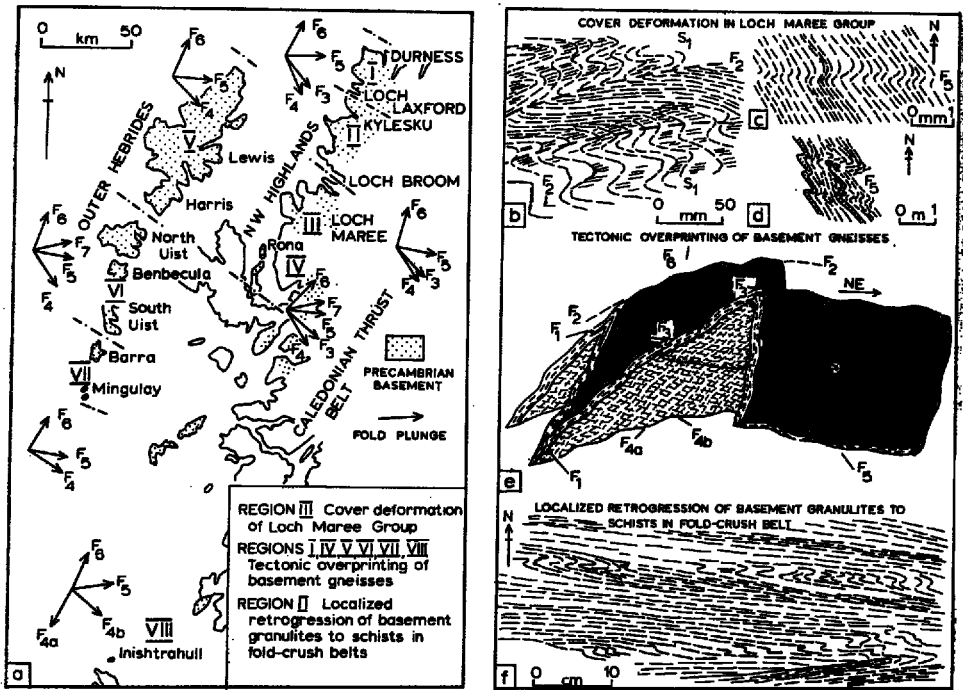 0 50
km
N
F6
F5
F6
F5
F3
F4
DURNESS
I
LOCH
LAXFORD
II
KYLESKU
OUTER HEBRIDES
V
Lewis
NW HIGHLANDS
LOCH BROOM
Harris
III
LOCH
MAREE
F6
F7
F5
F4
North
Uist
Rona
IV
F6
F5
F4
F3
Benbecula
VI
South
Uist
F6
F7
F5
F3
F4
Barra
VII
Mingulay
CALEDONIAN THRUST
BELT
PRECAMBRIAN
BASEMENT
FOLD PLUNGE
F6
F5
F4
F6
F5
F4a
F4b
VIII
Inishtrahull
REGION III Cover deformation
of Loch Maree Group
REGIONS I, IV, V, VI, VII, VIII
Tectonic overprinting of
basement gneisses
REGION II Localized
retrogression of basement
granulites to schists in
fold-crush belts
a
COVER DEFORMATION IN LOCH MAREE GROUP
S1
F2
S1
b
0 50
mm
N
F5
c
0 mm 1
N
F5
d
0 m 1
TECTONIC OVERPRINTING OF BASEMENT GNEISSES
F6
F2
NE
F2
F1
F4a
F4b
F1
F5
e
LOCALIZED RETROGRESSION OF BASEMENT GRANULITES TO
SCHISTS IN FOLD-CRUSH BELT
N
f
0 cm 10